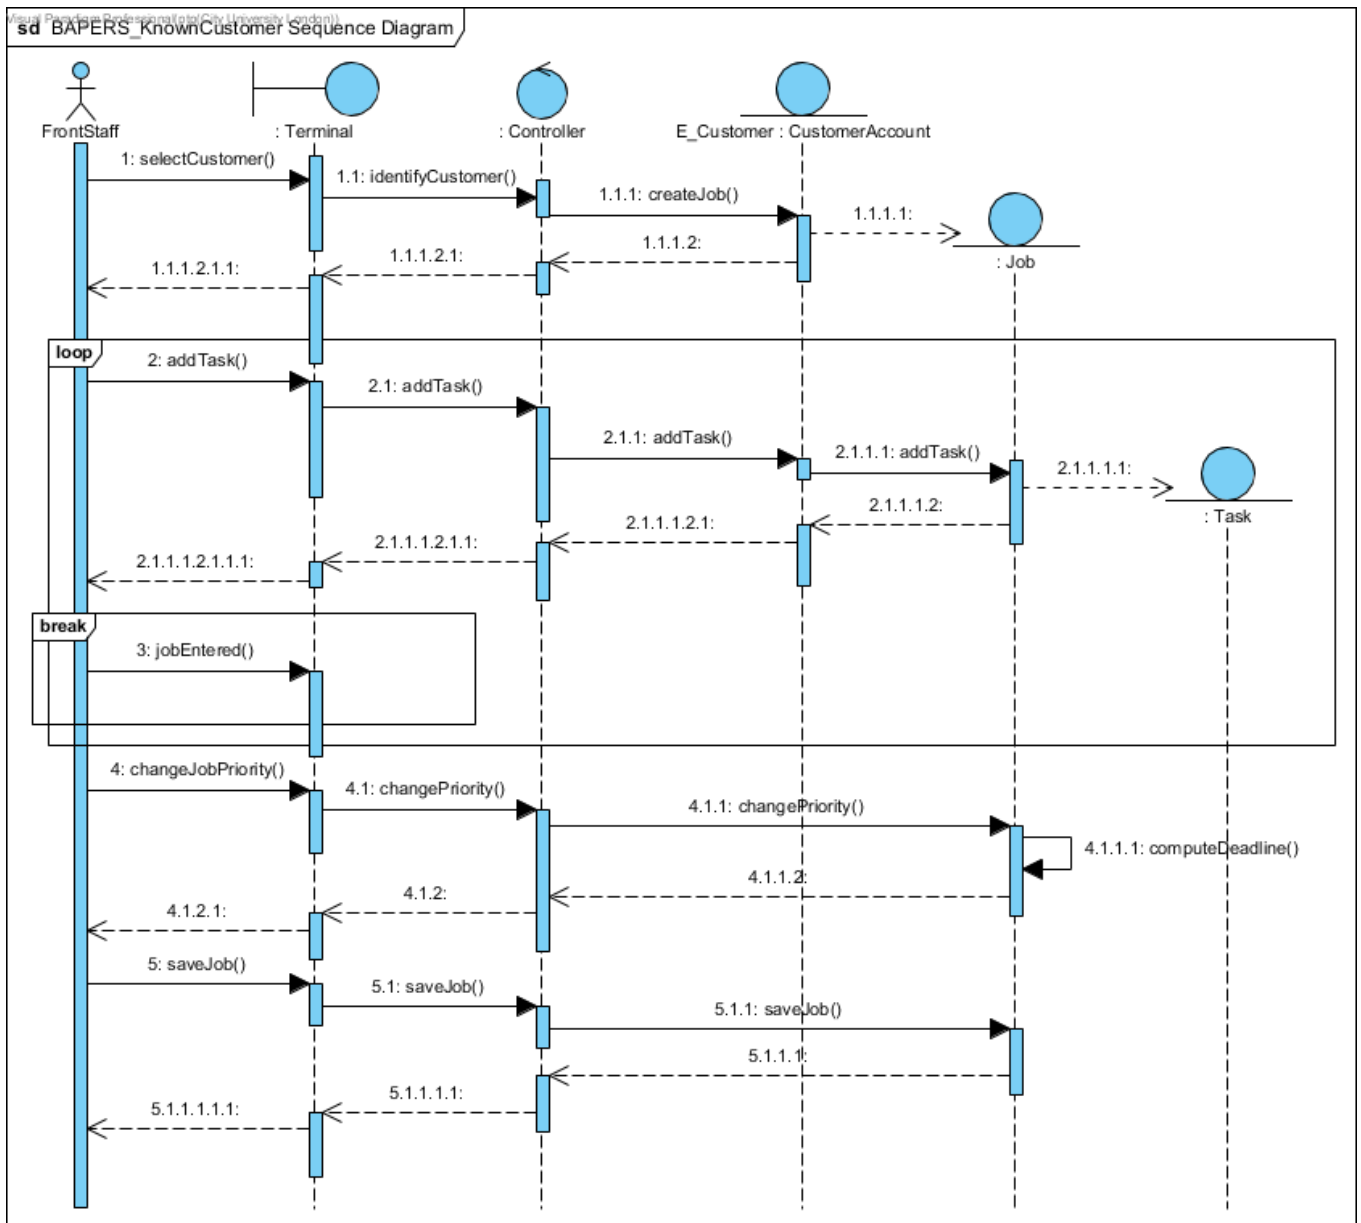 Visual Paradigm Professional(ptg(City University London))
sd BAPERS_KnownCustomer Sequence Diagram
FrontStaff
: Terminal
: Controller
E_Customer : CustomerAccount
1: selectCustomer()
1.1: identifyCustomer()
1.1.1: createJob()
1.1.1.1:
: Job
1.1.1.2:
1.1.1.2.1:
1.1.1.2.1.1:
loop
2: addTask()
2.1: addTask()
2.1.1: addTask()
2.1.1.1: addTask()
2.1.1.1.1:
: Task
2.1.1.1.2:
2.1.1.1.2.1:
2.1.1.1.2.1.1:
2.1.1.1.2.1.1.1:
break
3: jobEntered()
4: changeJobPriority()
4.1: changePriority()
4.1.1: changePriority()
4.1.1.1: computeDeadline()
4.1.1.2:
4.1.2:
4.1.2.1:
5: saveJob()
5.1: saveJob()
5.1.1: saveJob()
5.1.1.1:
5.1.1.1.1:
5.1.1.1.1.1: